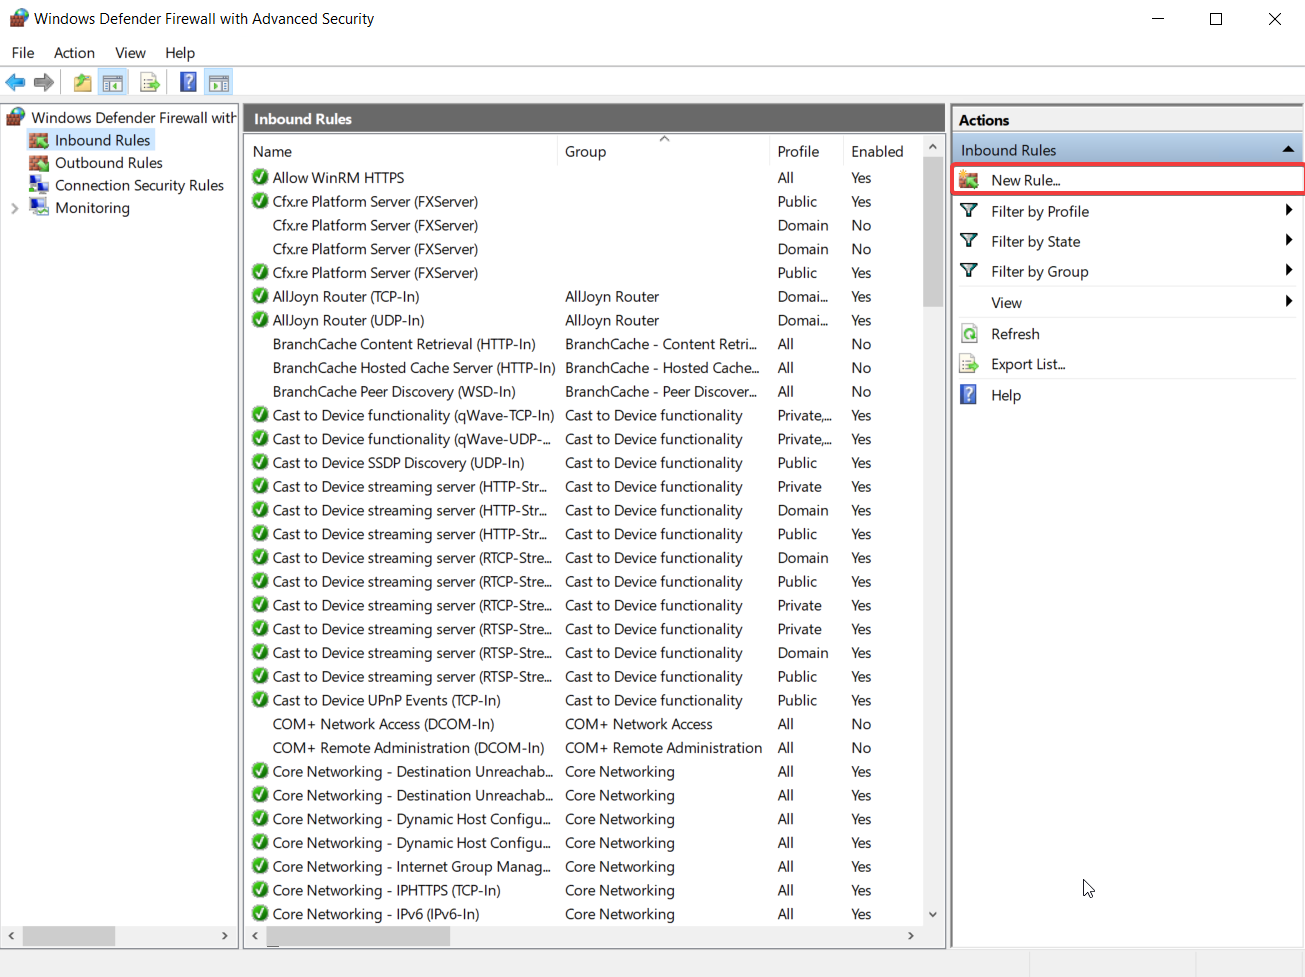 Windows Defender Firewall with Advanced Security
File Action View Help
Windows Defender Firewall with
Inbound Rules
Outbound Rules
Connection Security Rules
Monitoring
Inbound Rules
Name Group Profile Enabled
Allow WinRM HTTPS All Yes
Cfx.re Platform Server (FXServer) Public Yes
Cfx.re Platform Server (FXServer) Domain No
Cfx.re Platform Server (FXServer) Domain No
Cfx.re Platform Server (FXServer) Public Yes
AllJoyn Router (TCP-In) AllJoyn Router Domai... Yes
AllJoyn Router (UDP-In) AllJoyn Router Domai... Yes
BranchCache Content Retrieval (HTTP-In) BranchCache - Content Retri... All No
BranchCache Hosted Cache Server (HTTP-In) BranchCache - Hosted Cache... All No
BranchCache Peer Discovery (WSD-In) BranchCache - Peer Discover... All No
Cast to Device functionality (qWave-TCP-In) Cast to Device functionality Private,... Yes
Cast to Device functionality (qWave-UDP-... Cast to Device functionality Private,... Yes
Cast to Device SSDP Discovery (UDP-In) Cast to Device functionality Public Yes
Cast to Device streaming server (HTTP-Str... Cast to Device functionality Private Yes
Cast to Device streaming server (HTTP-Str... Cast to Device functionality Domain Yes
Cast to Device streaming server (HTTP-Str... Cast to Device functionality Public Yes
Cast to Device streaming server (RTCP-Stre... Cast to Device functionality Domain Yes
Cast to Device streaming server (RTCP-Stre... Cast to Device functionality Public Yes
Cast to Device streaming server (RTCP-Stre... Cast to Device functionality Private Yes
Cast to Device streaming server (RTSP-Stre... Cast to Device functionality Private Yes
Cast to Device streaming server (RTSP-Stre... Cast to Device functionality Domain Yes
Cast to Device streaming server (RTSP-Stre... Cast to Device functionality Public Yes
Cast to Device UPnP Events (TCP-In) Cast to Device functionality Public Yes
COM+ Network Access (DCOM-In) COM+ Network Access All No
COM+ Remote Administration (DCOM-In) COM+ Remote Administration All No
Core Networking - Destination Unreachab... Core Networking All Yes
Core Networking - Destination Unreachab... Core Networking All Yes
Core Networking - Dynamic Host Configu... Core Networking All Yes
Core Networking - Dynamic Host Configu... Core Networking All Yes
Core Networking - Internet Group Manag... Core Networking All Yes
Core Networking - IPHTTPS (TCP-In) Core Networking All Yes
Core Networking - IPv6 (IPv6-In) Core Networking All Yes
Actions
Inbound Rules
New Rule...
Filter by Profile
Filter by State
Filter by Group
View
Refresh
Export List...
Help